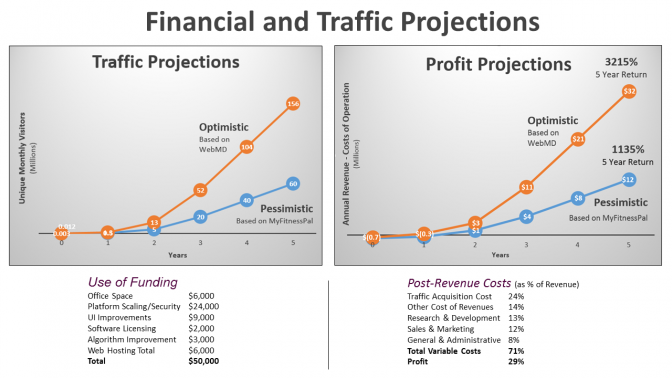 Financial and Traffic Projections
Traffic Projections
Unique Monthly Visitors
(Millions)
156
104
52
13
60
40
20
5
0.003
Optimistic
Based on
WebMD
Pessimistic
Based on MyFitnessPal
0 1 2 3 4 5
Years
Profit Projections
Annual Revenue - Costs of Operation
(Millions)
3215%
5 Year Return
$32
$21
$11
$3
1135%
5 Year Return
$12
$8
$4
$1
$(0.7)
$(0.3)
Optimistic
Based on
WebMD
Pessimistic
Based on MyFitnessPal
0 1 2 3 4 5
Years
Use of Funding
Office Space $6,000
Platform Scaling/Security $24,000
UI Improvements $9,000
Software Licensing $2,000
Algorithm Improvement $3,000
Web Hosting Total $6,000
Total $50,000
Post-Revenue Costs (as % of Revenue)
Traffic Acquisition Cost 24%
Other Cost of Revenues 14%
Research & Development 13%
Sales & Marketing 12%
General & Administrative 8%
Total Variable Costs 71%
Profit 29%